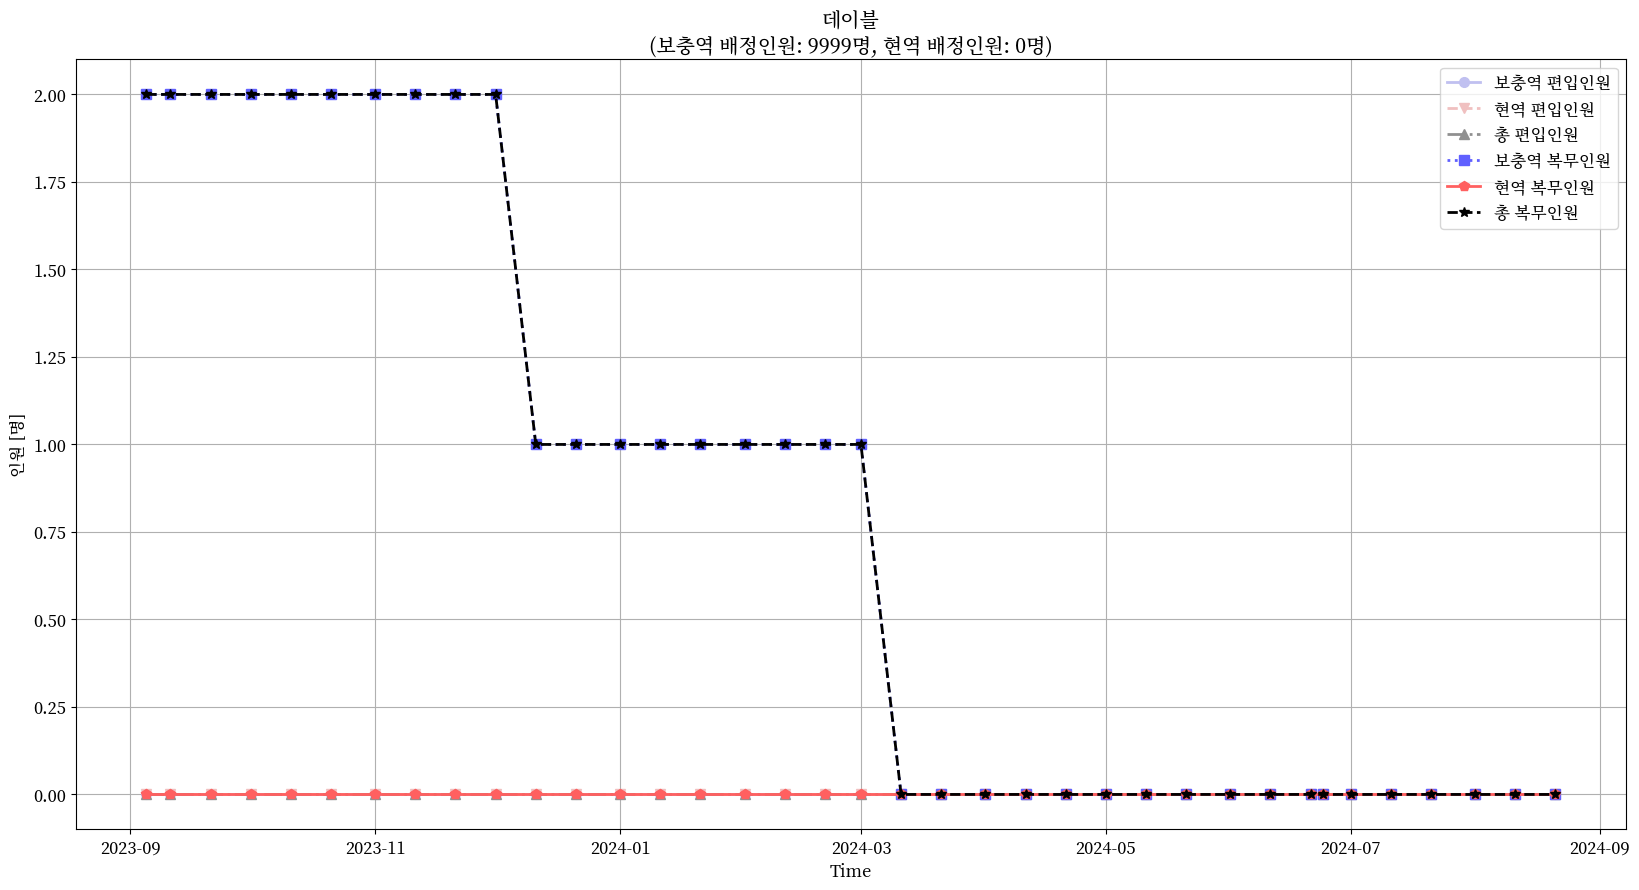 데이블
(보충역 배정인원: 9999명, 현역 배정인원: 0명)
보충역 편입인원
현역 편입인원
총 편입인원
보충역 복무인원
현역 복무인원
총 복무인원
인원 [명]
2.00
1.75
1.50
1.25
1.00
0.75
0.50
0.25
0.00
2023-09
2023-11
2024-01
2024-03
2024-05
2024-07
2024-09
Time